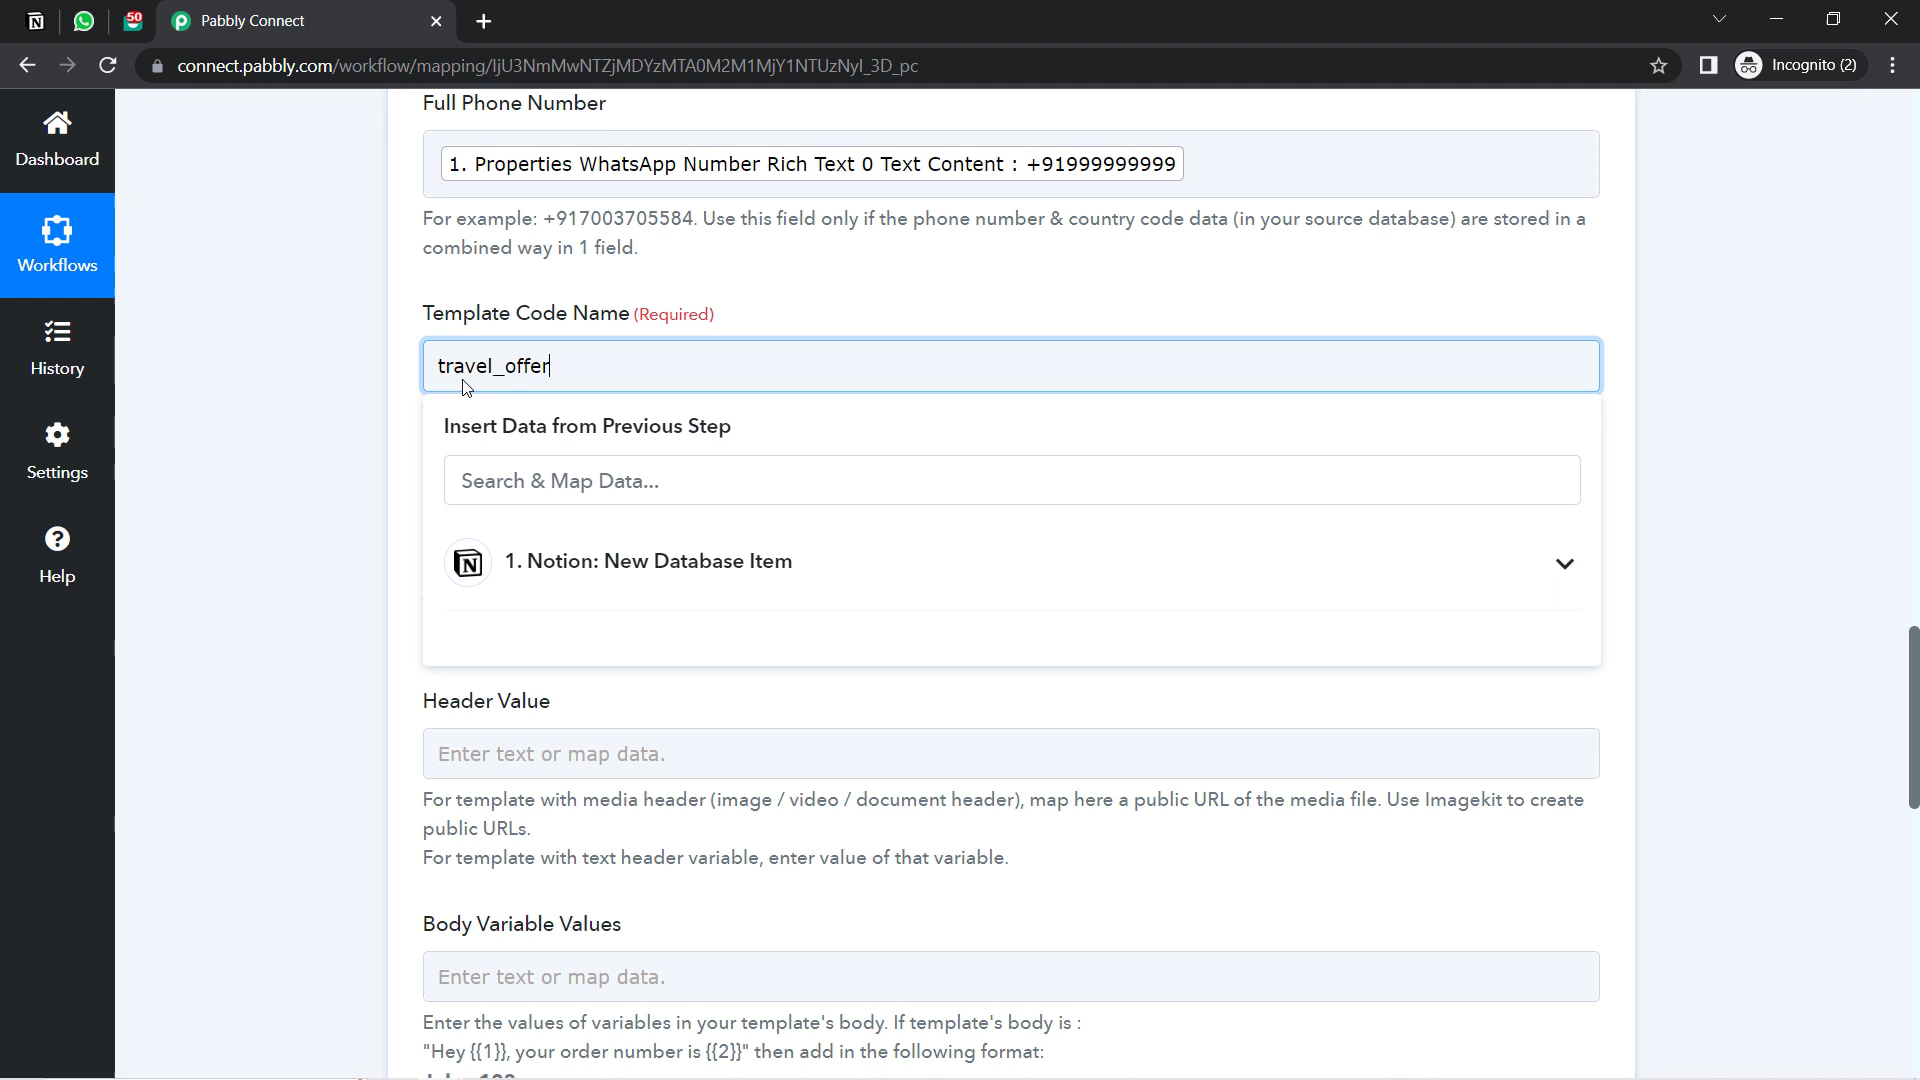 50
Pabbly Connect
connect.pabbly.com/workflow/mapping/IjU3NmMwNTZjMDYzMTA0M2M1MjY1NTUzNyI_3D_pc
Incognito (2)
Dashboard
Workflows
History
Settings
Help
Full Phone Number
1. Properties WhatsApp Number Rich Text 0 Text Content : +91999999999
For example: +917003705584. Use this field only if the phone number & country code data (in your source database) are stored in a
combined way in 1 field.
Template Code Name (Required)
travel_offer
Insert Data from Previous Step
Search & Map Data...
1. Notion: New Database Item
Header Value
Enter text or map data.
For template with media header (image / video / document header), map here a public URL of the media file. Use Imagekit to create
public URLs.
For template with text header variable, enter value of that variable.
Body Variable Values
Enter text or map data.
Enter the values of variables in your template's body. If template's body is :
"Hey {{1}}, your order number is {{2}}" then add in the following format: